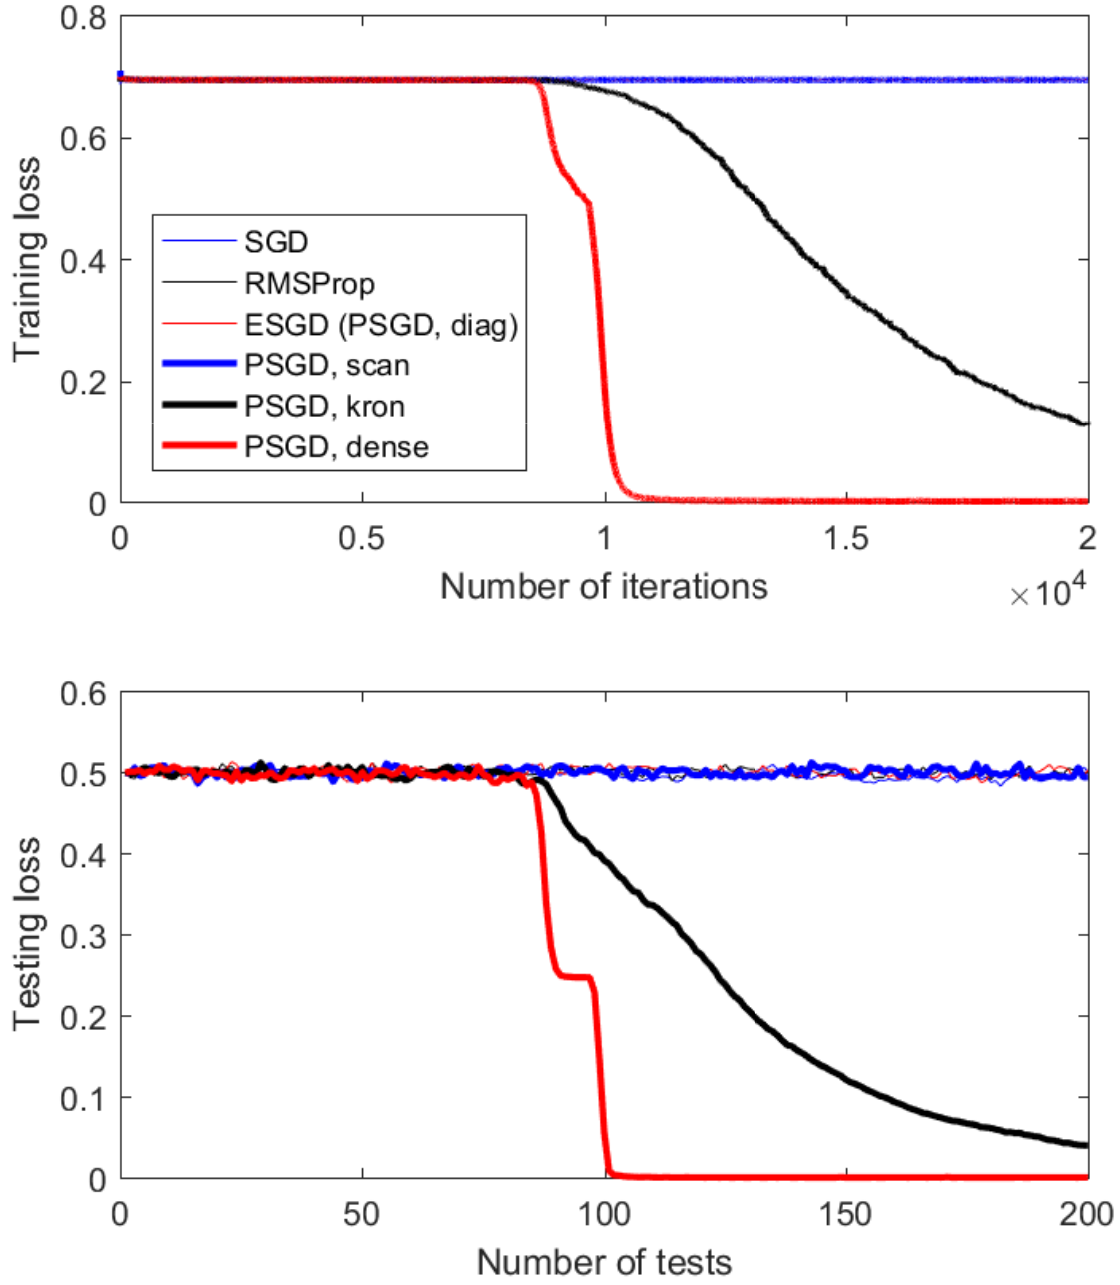 0.8
0.6
0.4
0.2
0
Training loss
SGD
RMSProp
ESGD (PSGD, diag)
PSGD, scan
PSGD, kron
PSGD, dense
0 0.5 1 1.5 2
Number of iterations
×10⁴
0.6
0.5
0.4
0.3
0.2
0.1
0
Testing loss
0 50 100 150 200
Number of tests